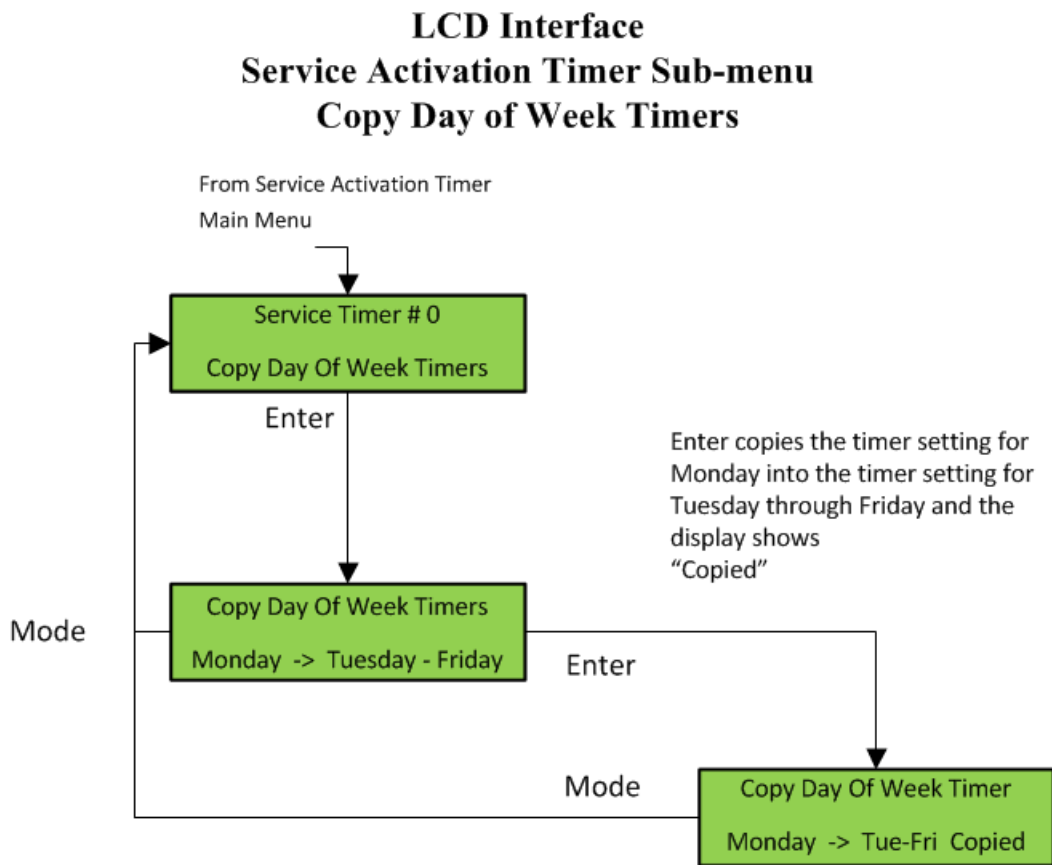 LCD Interface
Service Activation Timer Sub-menu
Copy Day of Week Timers
From Service Activation Timer
Main Menu
Service Timer # 0
Copy Day Of Week Timers
Enter
Enter copies the timer setting for
Monday into the timer setting for
Tuesday through Friday and the
display shows
“Copied”
Copy Day Of Week Timers
Monday -> Tuesday - Friday
Mode
Enter
Mode
Copy Day Of Week Timer
Monday -> Tue-Fri Copied